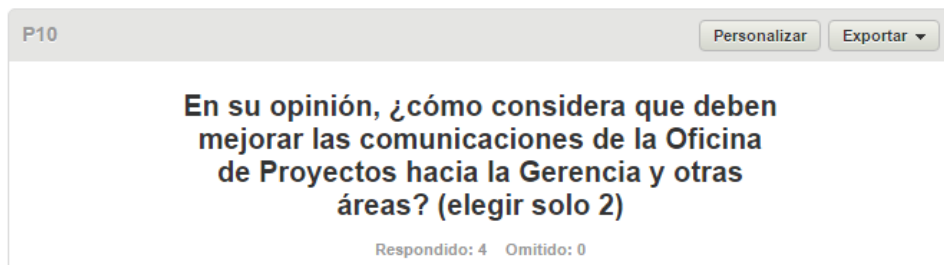 P10 Personalizar Exportar
En su opinión, ¿cómo considera que deben
mejorar las comunicaciones de la Oficina
de Proyectos hacia la Gerencia y otras
áreas? (elegir solo 2)
Respondido: 4 Omitido: 0